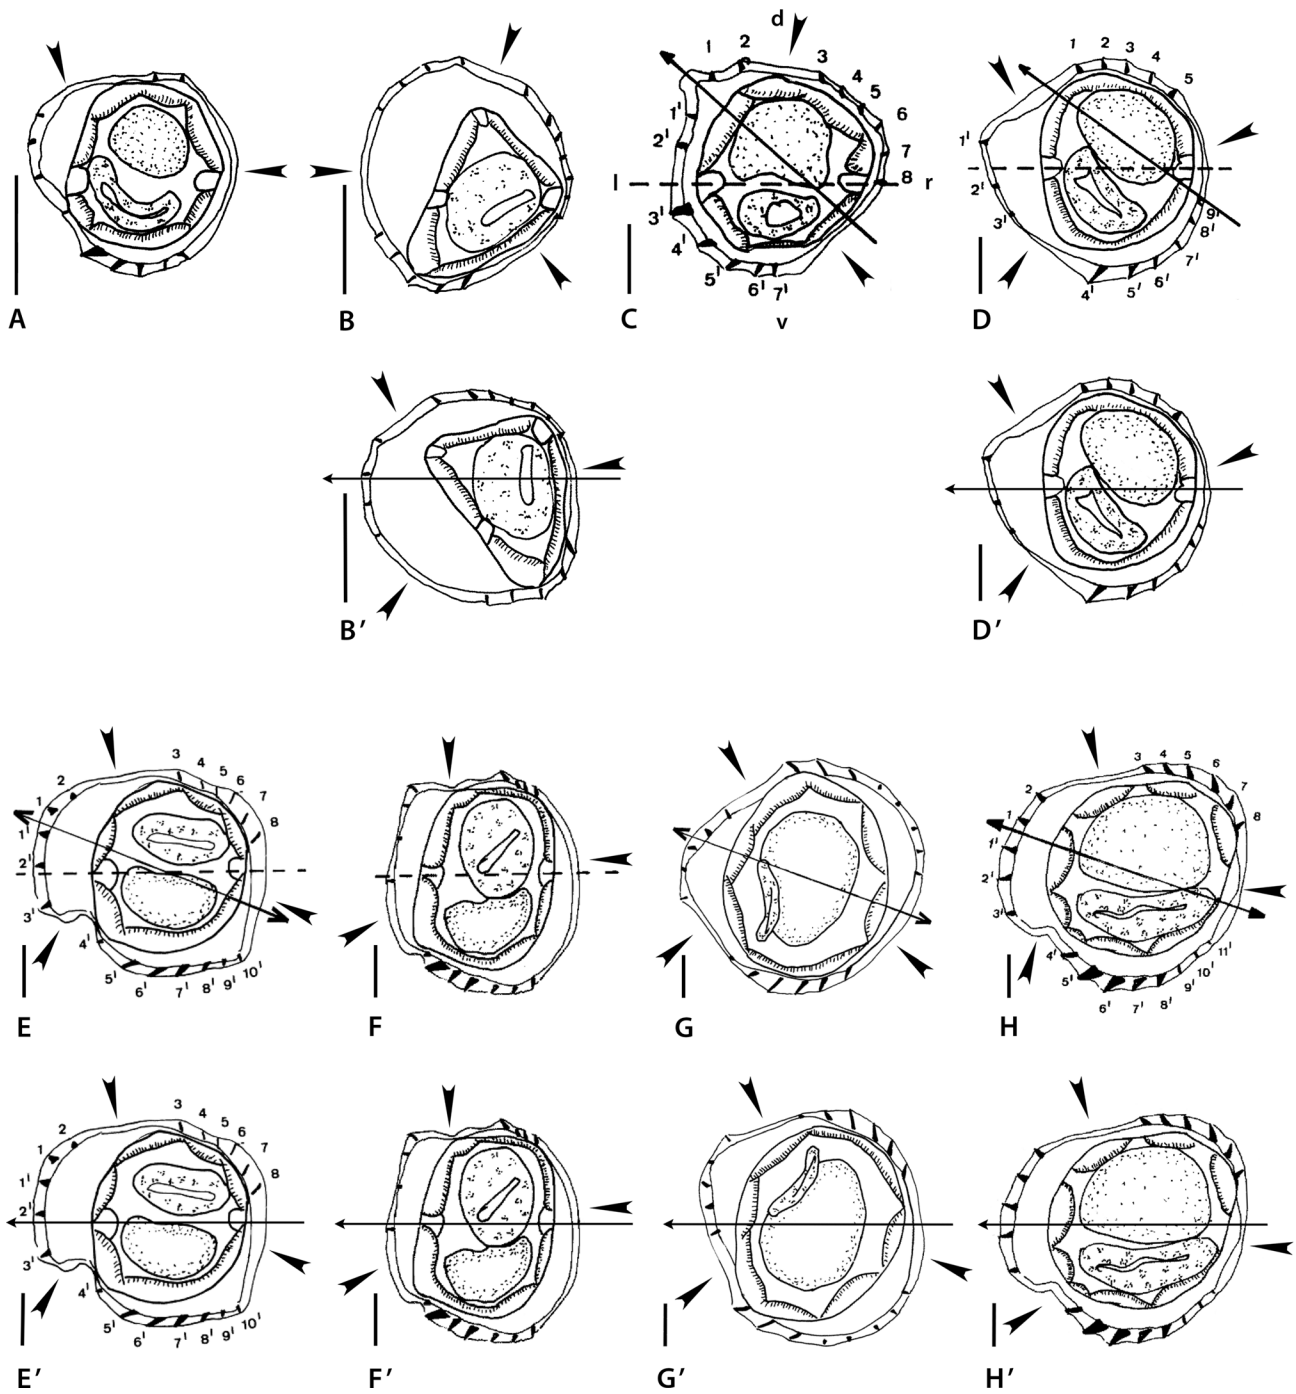 d
1 2 3 4 5 6 7 8
1' 2' 3' 4' 5' 6' 7'
l r
v
1 2 3 4 5
1' 2' 3' 4' 5' 6' 7' 8' 9'
A B C D
B' D'
1 2 3 4 5 6 7 8
1' 2' 3' 4' 5' 6' 7' 8' 9' 10'
1 2 3 4 5 6 7 8
1' 2' 3' 4' 5' 6' 7' 8' 9' 10' 11'
E F G H
1 2 3 4 5 6 7 8
1' 2' 3' 4' 5' 6' 7' 8' 9' 10'
E' F' G' H'